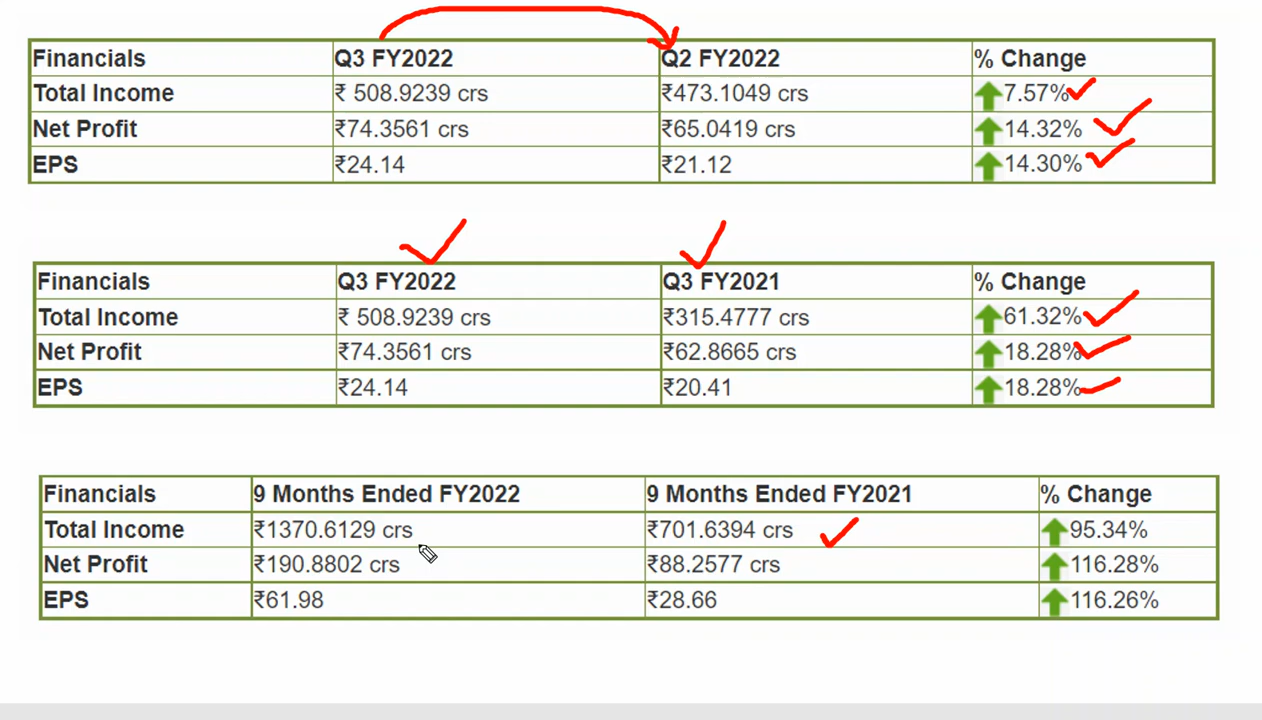 Financials Q3 FY2022 Q2 FY2022 % Change
Total Income ₹ 508.9239 crs ₹473.1049 crs 7.57%
Net Profit ₹74.3561 crs ₹65.0419 crs 14.32%
EPS ₹24.14 ₹21.12 14.30%
Financials Q3 FY2022 Q3 FY2021 % Change
Total Income ₹ 508.9239 crs ₹315.4777 crs 61.32%
Net Profit ₹74.3561 crs ₹62.8665 crs 18.28%
EPS ₹24.14 ₹20.41 18.28%
Financials 9 Months Ended FY2022 9 Months Ended FY2021 % Change
Total Income ₹1370.6129 crs ₹701.6394 crs 95.34%
Net Profit ₹190.8802 crs ₹88.2577 crs 116.28%
EPS ₹61.98 ₹28.66 116.26%